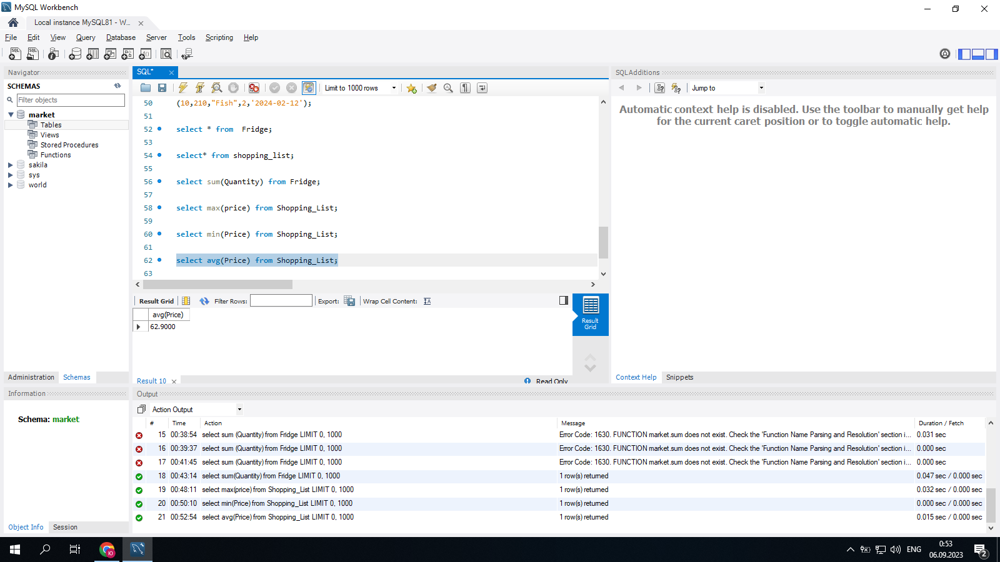 MySQL Workbench
Local instance MySQL81 - W...
File Edit View Query Database Server Tools Scripting Help
Navigator
SCHEMAS
Filter objects
market
Tables
Views
Stored Procedures
Functions
sakila
sys
world
Administration Schemas
Information
Schema: market
Object Info Session
SQL*
Limit to 1000 rows
50 (10,210,"Fish",2,'2024-02-12');
51
52 select * from  Fridge;
53
54 select* from shopping_list;
55
56 select sum(Quantity) from Fridge;
57
58 select max(price) from Shopping_List;
59
60 select min(Price) from Shopping_List;
61
62 select avg(Price) from Shopping_List;
63
Result Grid Filter Rows: Export: Wrap Cell Content:
avg(Price)
62.9000
Result
Grid
Result 10 Read Only
SQLAdditions
Jump to
Automatic context help is disabled. Use the toolbar to manually get help
for the current caret position or to toggle automatic help.
Context Help Snippets
Output
Action Output
# Time Action Message Duration / Fetch
15 00:38:54 select sum (Quantity) from Fridge LIMIT 0, 1000 Error Code: 1630. FUNCTION market.sum does not exist. Check the 'Function Name Parsing and Resolution' section i... 0.031 sec
16 00:39:37 select sum (Quantity) from Fridge LIMIT 0, 1000 Error Code: 1630. FUNCTION market.sum does not exist. Check the 'Function Name Parsing and Resolution' section i... 0.000 sec
17 00:41:45 select sum (Quantity) from Fridge LIMIT 0, 1000 Error Code: 1630. FUNCTION market.sum does not exist. Check the 'Function Name Parsing and Resolution' section i... 0.000 sec
18 00:43:14 select sum(Quantity) from Fridge LIMIT 0, 1000 1 row(s) returned 0.047 sec / 0.000 sec
19 00:48:11 select max(price) from Shopping_List LIMIT 0, 1000 1 row(s) returned 0.032 sec / 0.000 sec
20 00:50:10 select min(Price) from Shopping_List LIMIT 0, 1000 1 row(s) returned 0.000 sec / 0.000 sec
21 00:52:54 select avg(Price) from Shopping_List LIMIT 0, 1000 1 row(s) returned 0.015 sec / 0.000 sec
ENG
0:53
06.09.2023
2